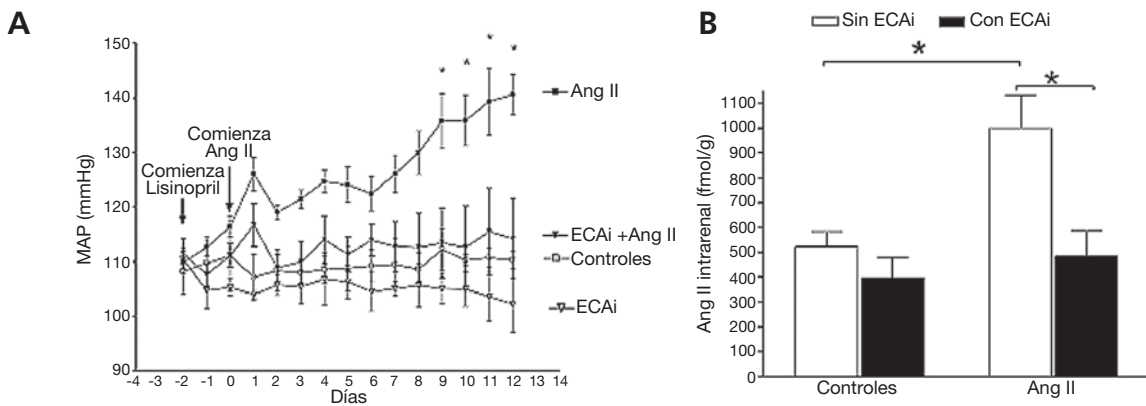 A
MAP (mmHg)
150
140
130
120
110
100
90
Comienza
Ang II
Comienza
Lisinopril
* * * *
Ang II
ECAi +Ang II
Controles
ECAi
-4 -3 -2 -1 0 1 2 3 4 5 6 7 8 9 10 11 12 13 14
Días
B
Sin ECAi Con ECAi
*
*
Ang II intrarenal (fmol/g)
1100
1000
900
800
700
600
500
400
300
200
100
0
Controles Ang II